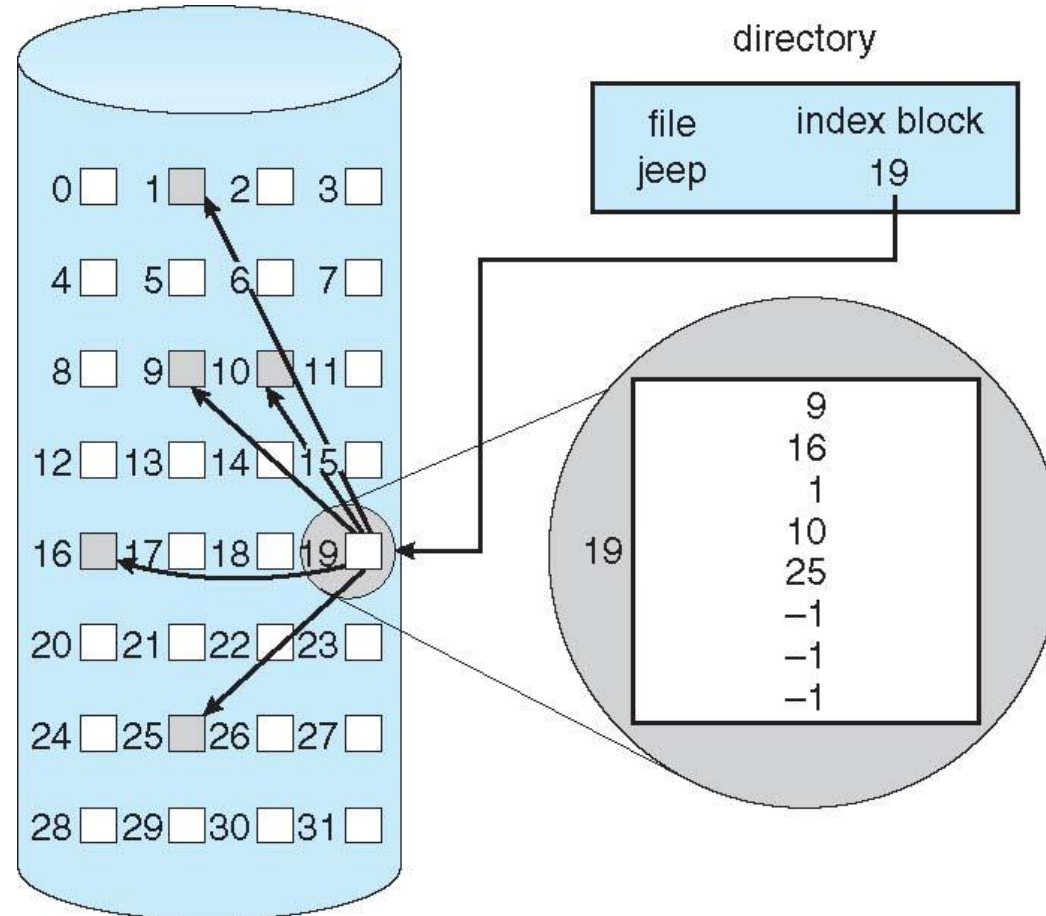 directory
file index block
jeep 19
0 1 2 3
4 5 6 7
8 9 10 11
12 13 14 15
16 17 18 19
20 21 22 23
24 25 26 27
28 29 30 31
19
9
16
1
10
25
–1
–1
–1